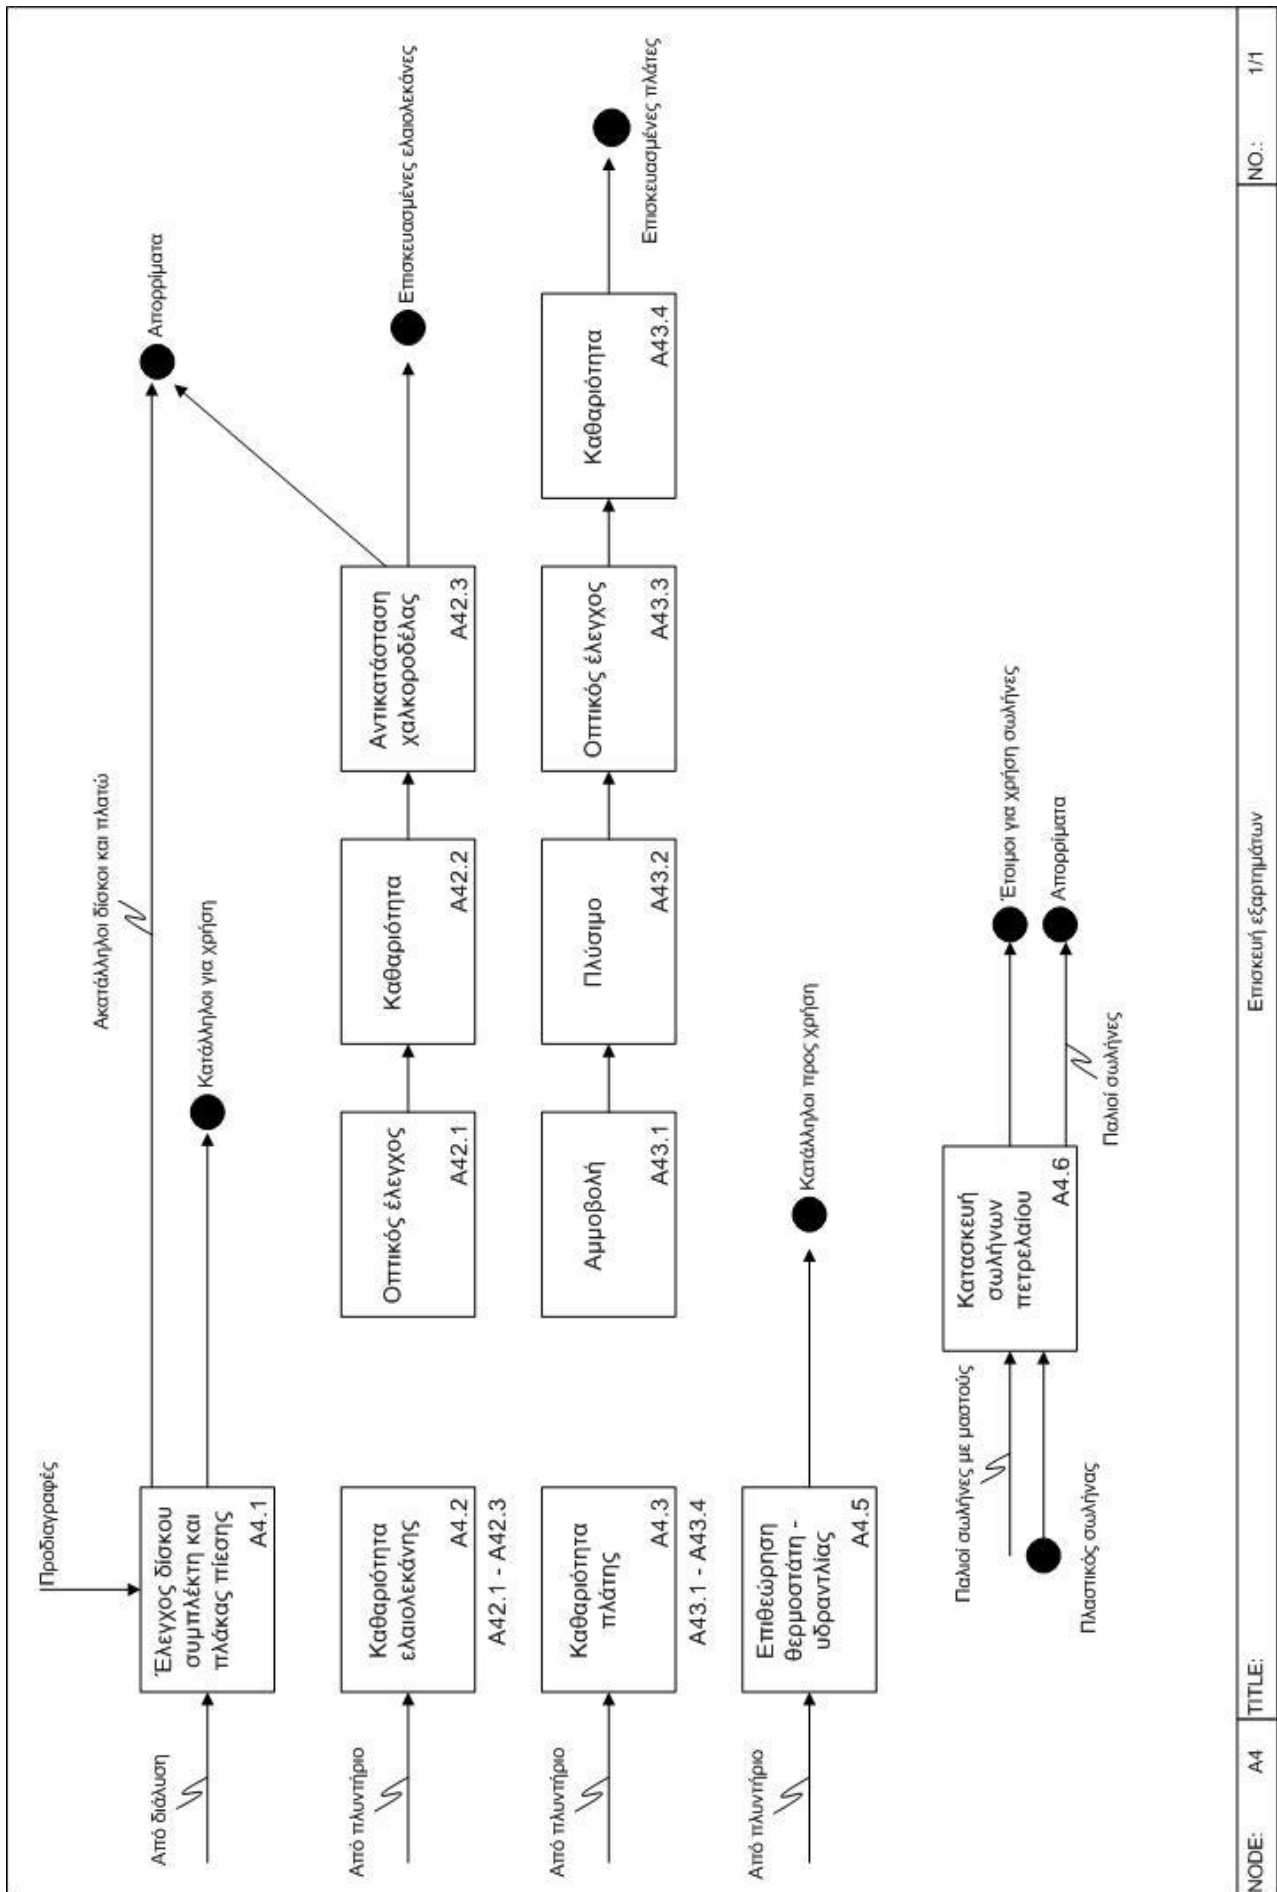 Προδιαγραφές
Από διάλυση
Έλεγχος δίσκου
συμπλέκτη και
πλάκας πίεσης
A4.1
Ακατάλληλοι δίσκοι και πλατώ
Κατάλληλοι για χρήση
Απορρίματα
Από πλυντήριο
Καθαριότητα
ελαιολεκάνης
A4.2
A42.1 - A42.3
Οπτικός έλεγχος
A42.1
Καθαριότητα
A42.2
Αντικατάσταση
χαλκοροδέλας
A42.3
Επισκευασμένες ελαιολεκάνες
Από πλυντήριο
Καθαριότητα
πλάτης
A4.3
A43.1 - A43.4
Αμμοβολή
A43.1
Πλύσιμο
A43.2
Οπτικός έλεγχος
A43.3
Καθαριότητα
A43.4
Επισκευασμένες πλάτες
Από πλυντήριο
Επιθεώρηση
θερμοστάτη -
υδραντλίας
A4.5
Κατάλληλοι προς χρήση
Παλιοί σωλήνες με μαστούς
Πλαστικός σωλήνας
Κατασκευή
σωλήνων
πετρελαίου
A4.6
Έτοιμοι για χρήση σωλήνες
Απορρίματα
Παλιοί σωλήνες
NODE: A4
TITLE: Επισκευή εξαρτημάτων
NO.: 1/1